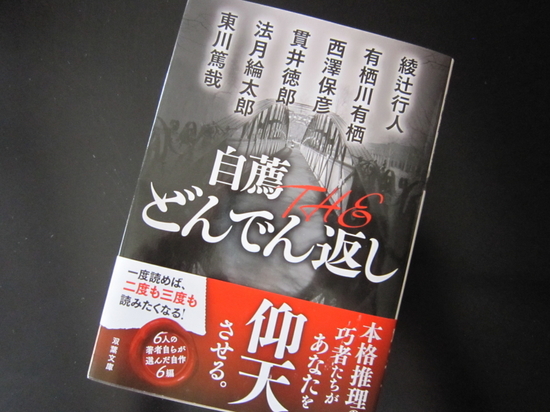 綾辻行人
有栖川有栖
西澤保彦
貫井徳郎
法月綸太郎
東川篤哉
自薦
THE
どんでん返し
本格推理の
巧者たちが
あなたを
仰天
させる。
一度読めば、
二度も三度も
読みたくなる!
6人の
著者自らが
選んだ自作
6編
双葉文庫